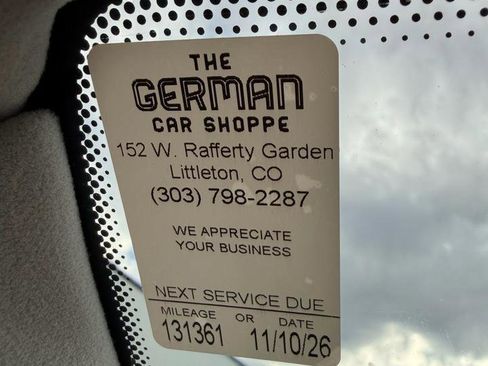 THE
GERMAN
CAR SHOPPE
152 W. Rafferty Garden
Littleton, CO
(303) 798-2287
WE APPRECIATE
YOUR BUSINESS
NEXT SERVICE DUE
MILEAGE OR DATE
131361 11/10/26